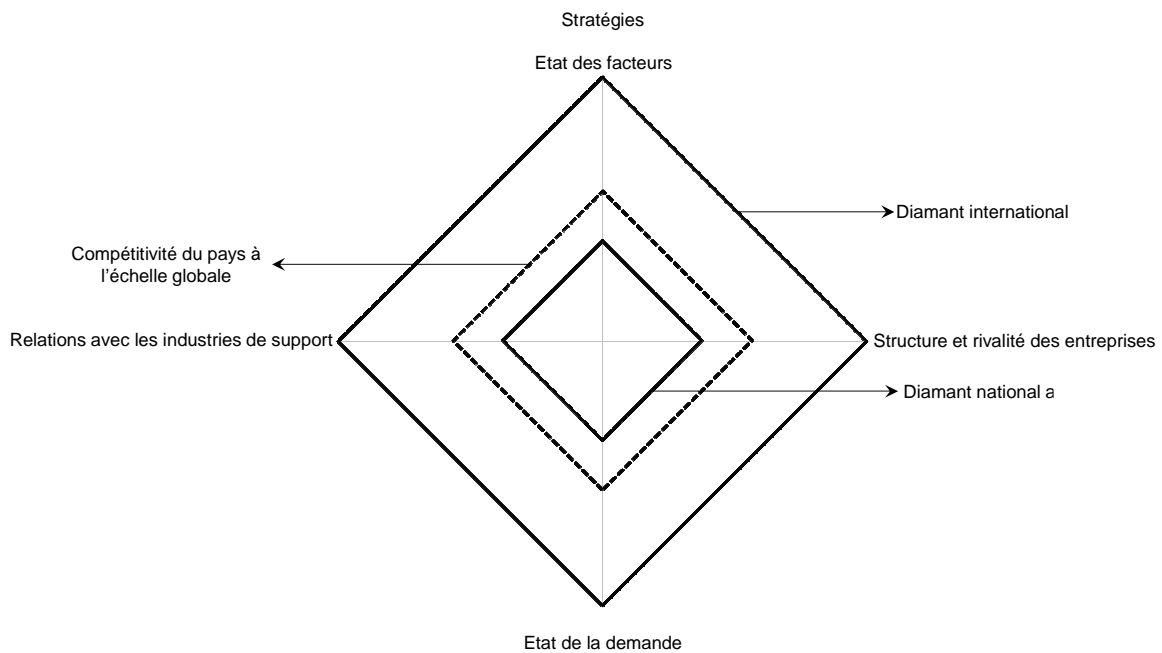 Stratégies
Etat des facteurs
Diamant international
Compétitivité du pays à
l’échelle globale
Relations avec les industries de support
Structure et rivalité des entreprises
Diamant national a
Etat de la demande